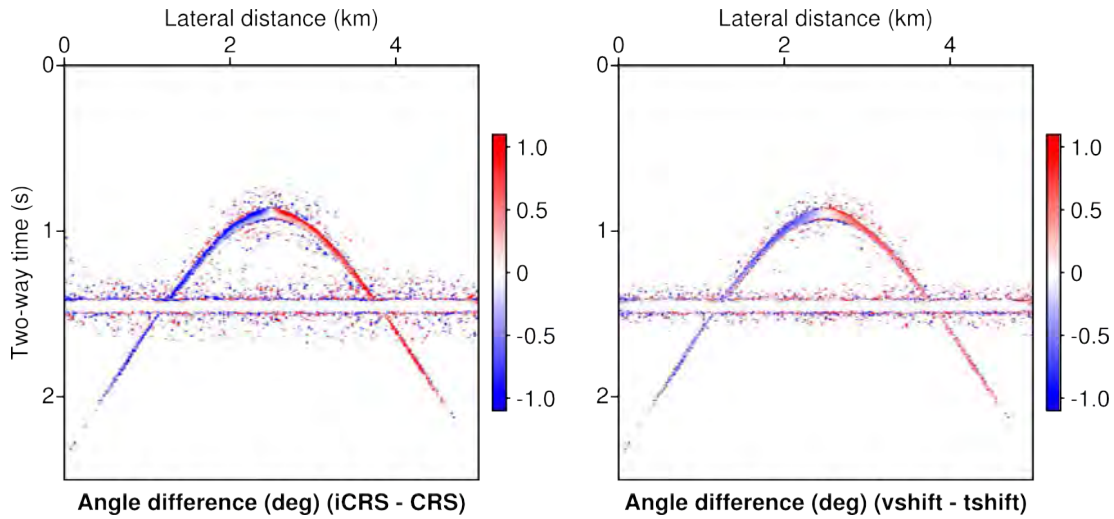 Lateral distance (km)
0 2 4
0
1
2
Two-way time (s)
1.0
0.5
0
-0.5
-1.0
Angle difference (deg) (iCRS - CRS)
Lateral distance (km)
0 2 4
0
1
2
1.0
0.5
0
-0.5
-1.0
Angle difference (deg) (vshift - tshift)